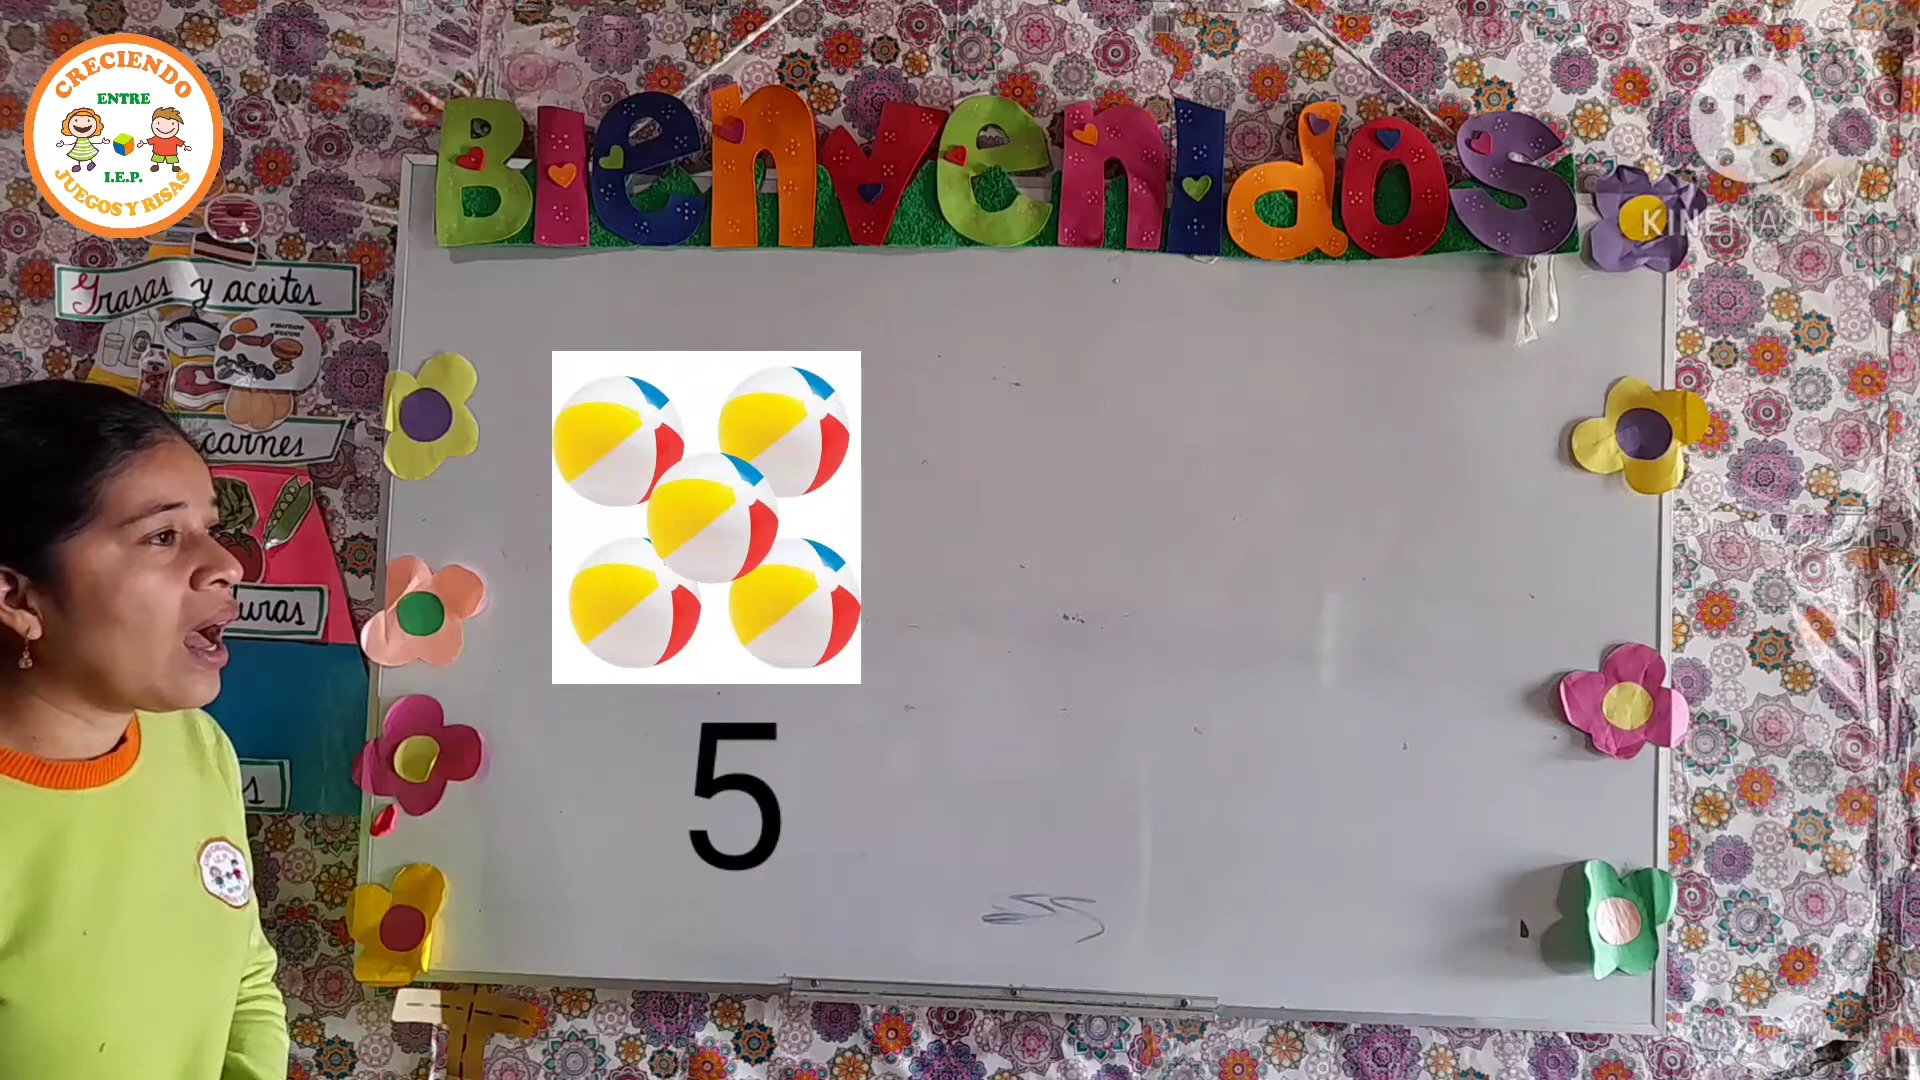 CRECIENDO
ENTRE
I.E.P.
JUEGOS Y RISAS
BIenvenIdos
KINEMASTER
Grasas y aceites
carnes
5